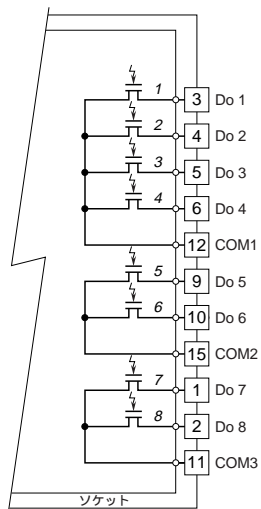 1 3 Do 1
2 4 Do 2
3 5 Do 3
4 6 Do 4
12 COM1
5 9 Do 5
6 10 Do 6
15 COM2
7 1 Do 7
8 2 Do 8
11 COM3
ソケット